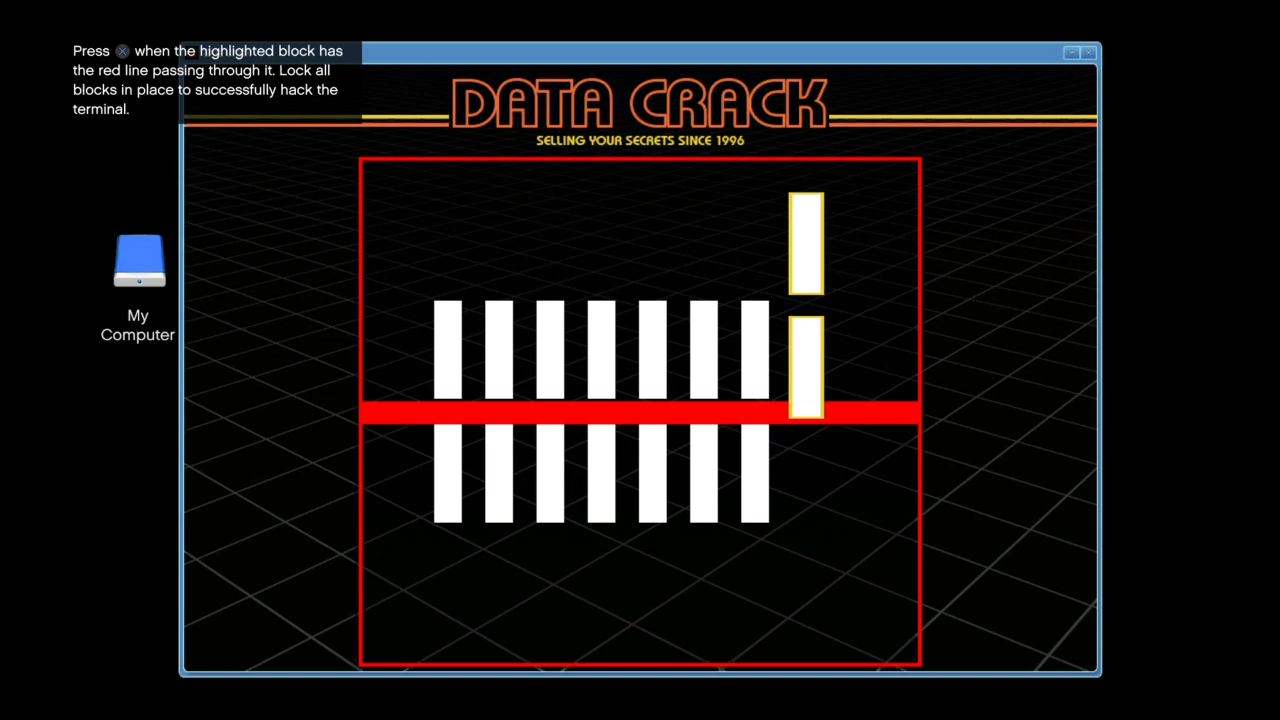 Press ⊗ when the highlighted block has
the red line passing through it. Lock all
blocks in place to successfully hack the
terminal.
DATA CRACK
SELLING YOUR SECRETS SINCE 1996
My
Computer